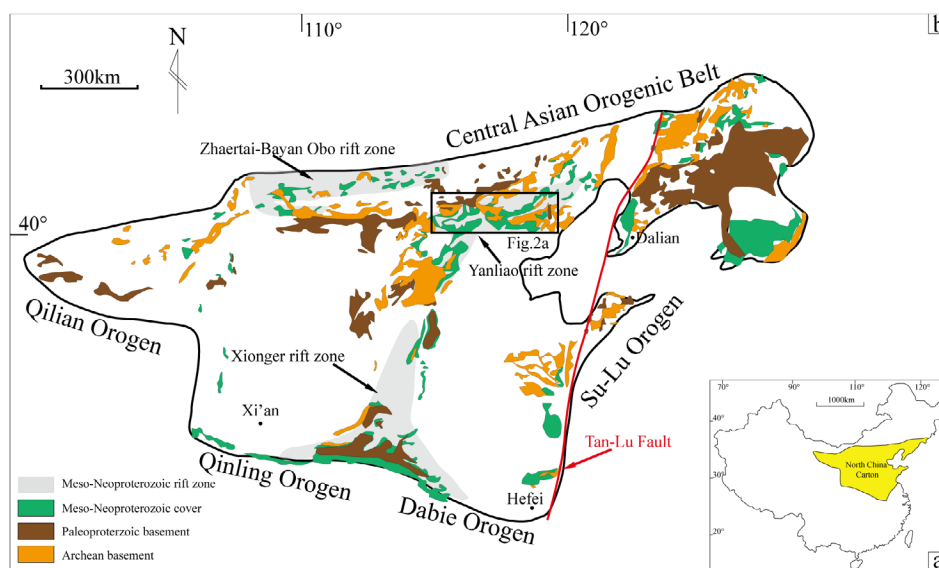 110°
120°
b
N
300km
Central Asian Orogenic Belt
Zhaertai-Bayan Obo rift zone
40°
Fig.2a
Dalian
Yanliao rift zone
Qilian Orogen
Xionger rift zone
Su-Lu Orogen
Xi'an
Qinling Orogen
Tan-Lu Fault
Hefei
Dabie Orogen
Meso-Neoproterozoic rift zone
Meso-Neoproterozoic cover
Paleoproterzoic basement
Archean basement
70°
90°
110°
120°
1000km
40°
North China
Carton
30°
20°
a